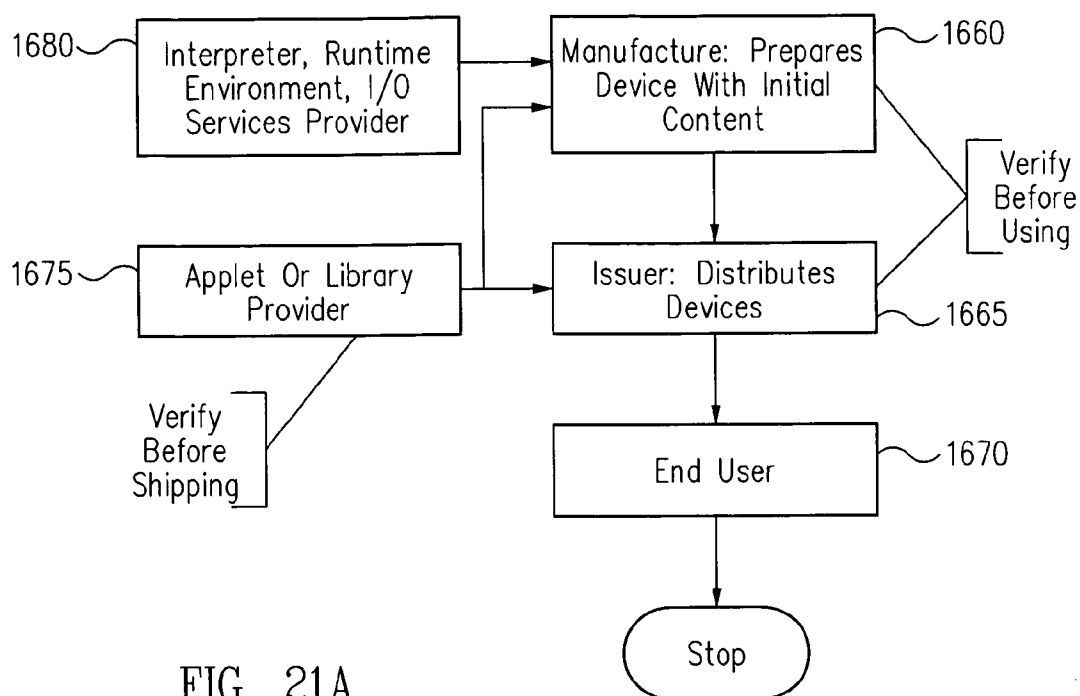 1680
Interpreter, Runtime
Environment, I/O
Services Provider
Manufacture: Prepares
Device With Initial
Content
1660
Verify
Before
Using
1675
Applet Or Library
Provider
Issuer: Distributes
Devices
1665
Verify
Before
Shipping
End User
1670
Stop
FIG. 21A